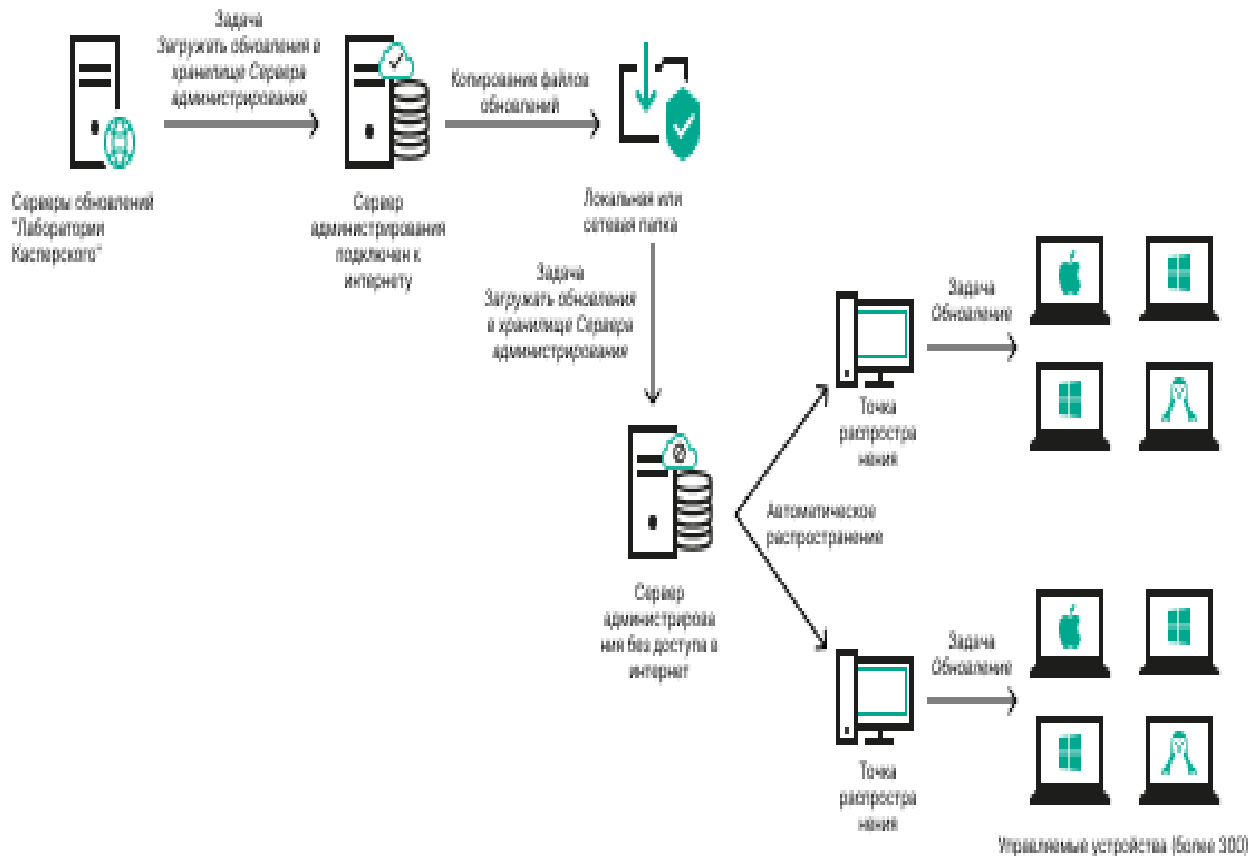 Задача
Загружать обновления в
хранилище Сервера
администрирования
Копирование файлов
обновлений
Серверы обновлений
"Лаборатории
Касперского"
Сервер
администрирования
подключен к
интернету
Локальная или
сетевая папка
Задача
Загружать обновления
в хранилище Сервера
администрирования
Задача
Обновление
Точка
распростра
нения
Автоматическое
распространение
Сервер
администрирова
ния без доступа в
интернет
Задача
Обновление
Точка
распростра
нения
Управляемые устройства (более 300)